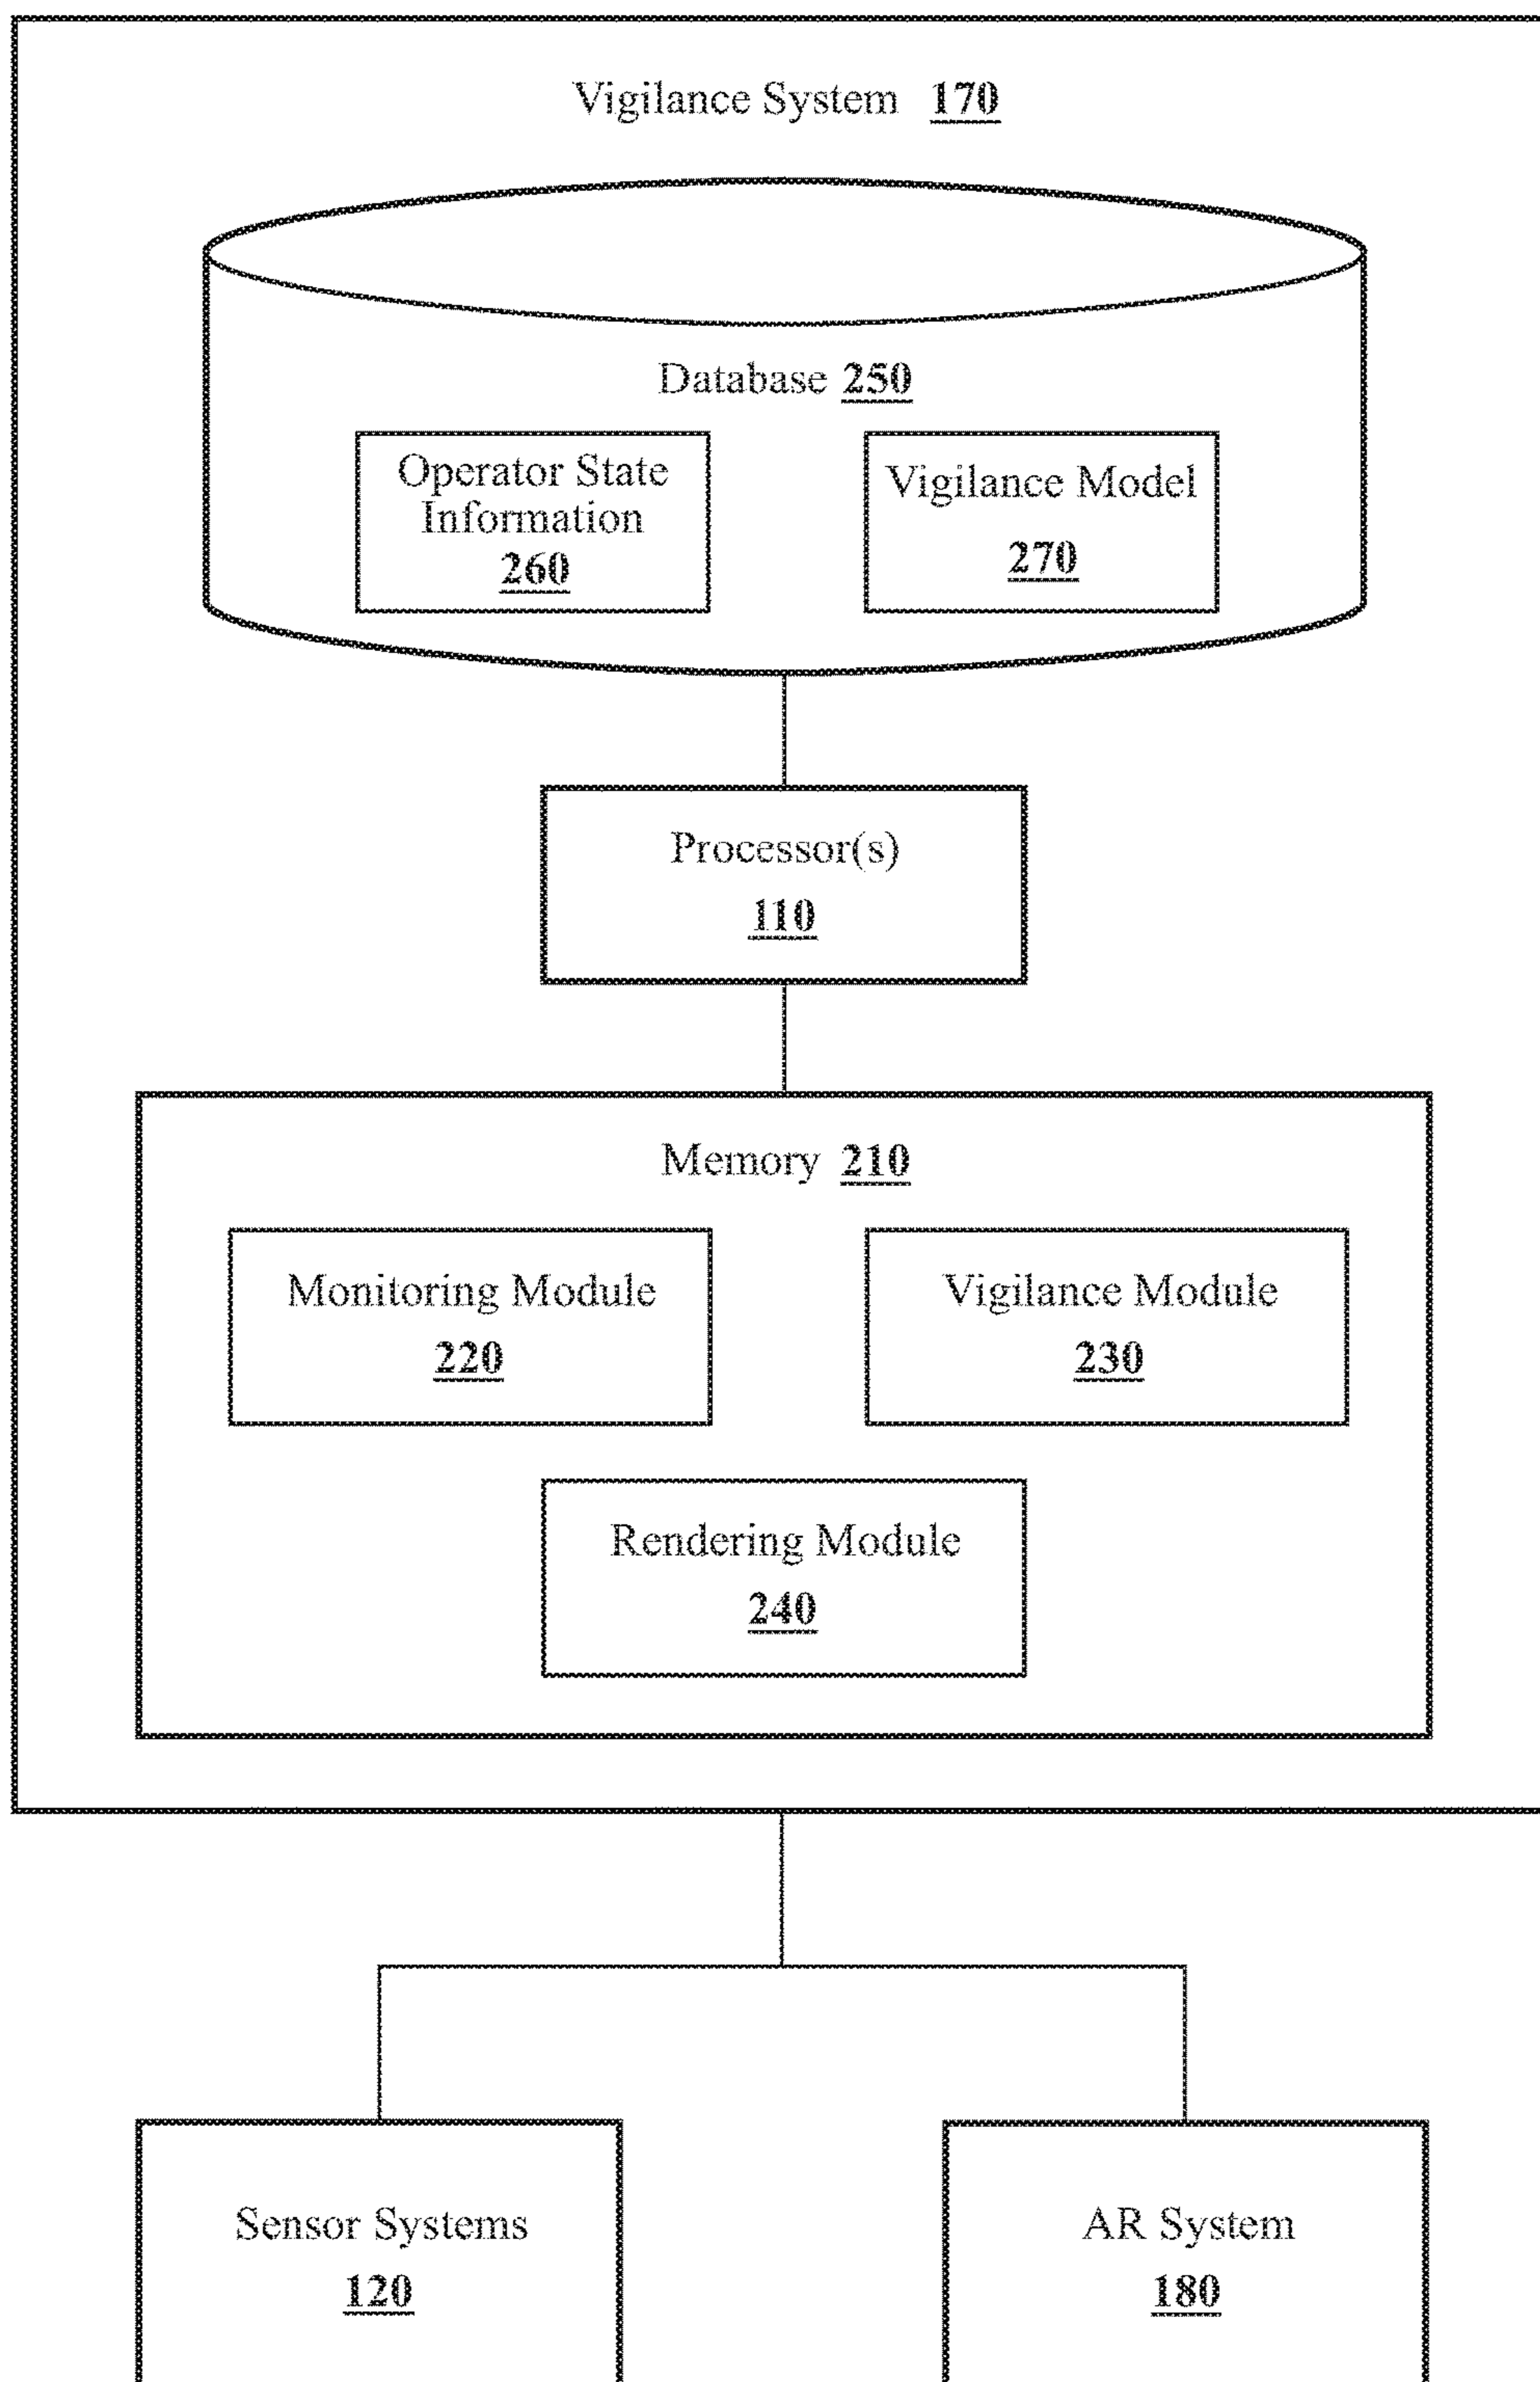 Vigilance System 170
Database 250
Operator State
Information
260
Vigilance Model
270
Processor(s)
110
Memory 210
Monitoring Module
220
Vigilance Module
230
Rendering Module
240
Sensor Systems
120
AR System
180